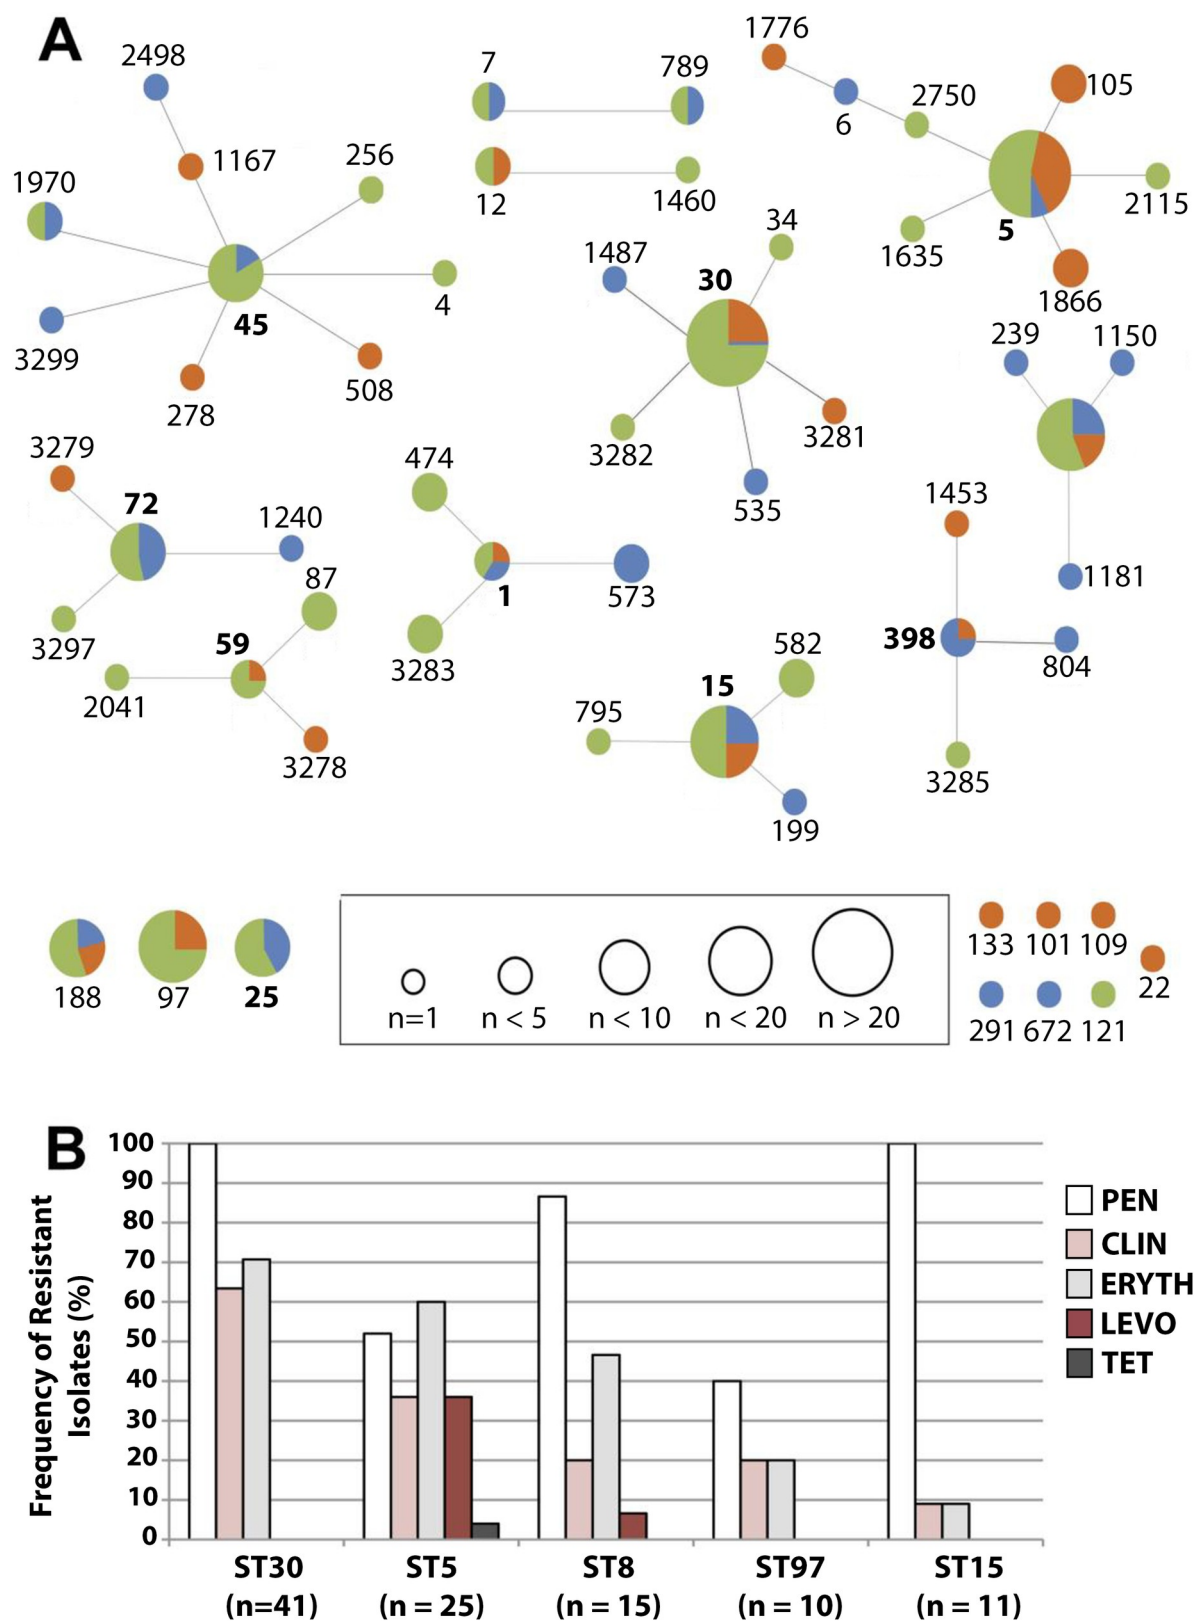 A
2498
1167
256
1970
45
4
3299
278
508
7
789
12
1460
1776
6
2750
105
5
2115
1635
1866
1487
34
30
3282
535
3281
239
1150
1181
3279
72
1240
3297
87
59
2041
3278
474
1
573
3283
1453
398
804
3285
582
15
795
199
188
97
25
n=1
n < 5
n < 10
n < 20
n > 20
133
101
109
22
291
672
121
B
Frequency of Resistant
Isolates (%)
100
90
80
70
60
50
40
30
20
10
0
PEN
CLIN
ERYTH
LEVO
TET
ST30
(n=41)
ST5
(n = 25)
ST8
(n = 15)
ST97
(n = 10)
ST15
(n = 11)